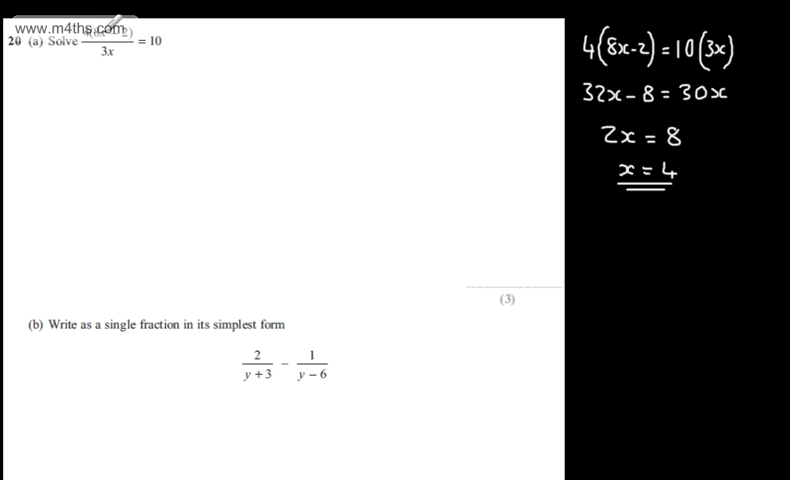 www.m4ths.com
20 (a) Solve 2) / 3x = 10
(3)
(b) Write as a single fraction in its simplest form
2 / y + 3 − 1 / y − 6
4(8x-2)=10(3x)
32x-8=30x
2x=8
x=4